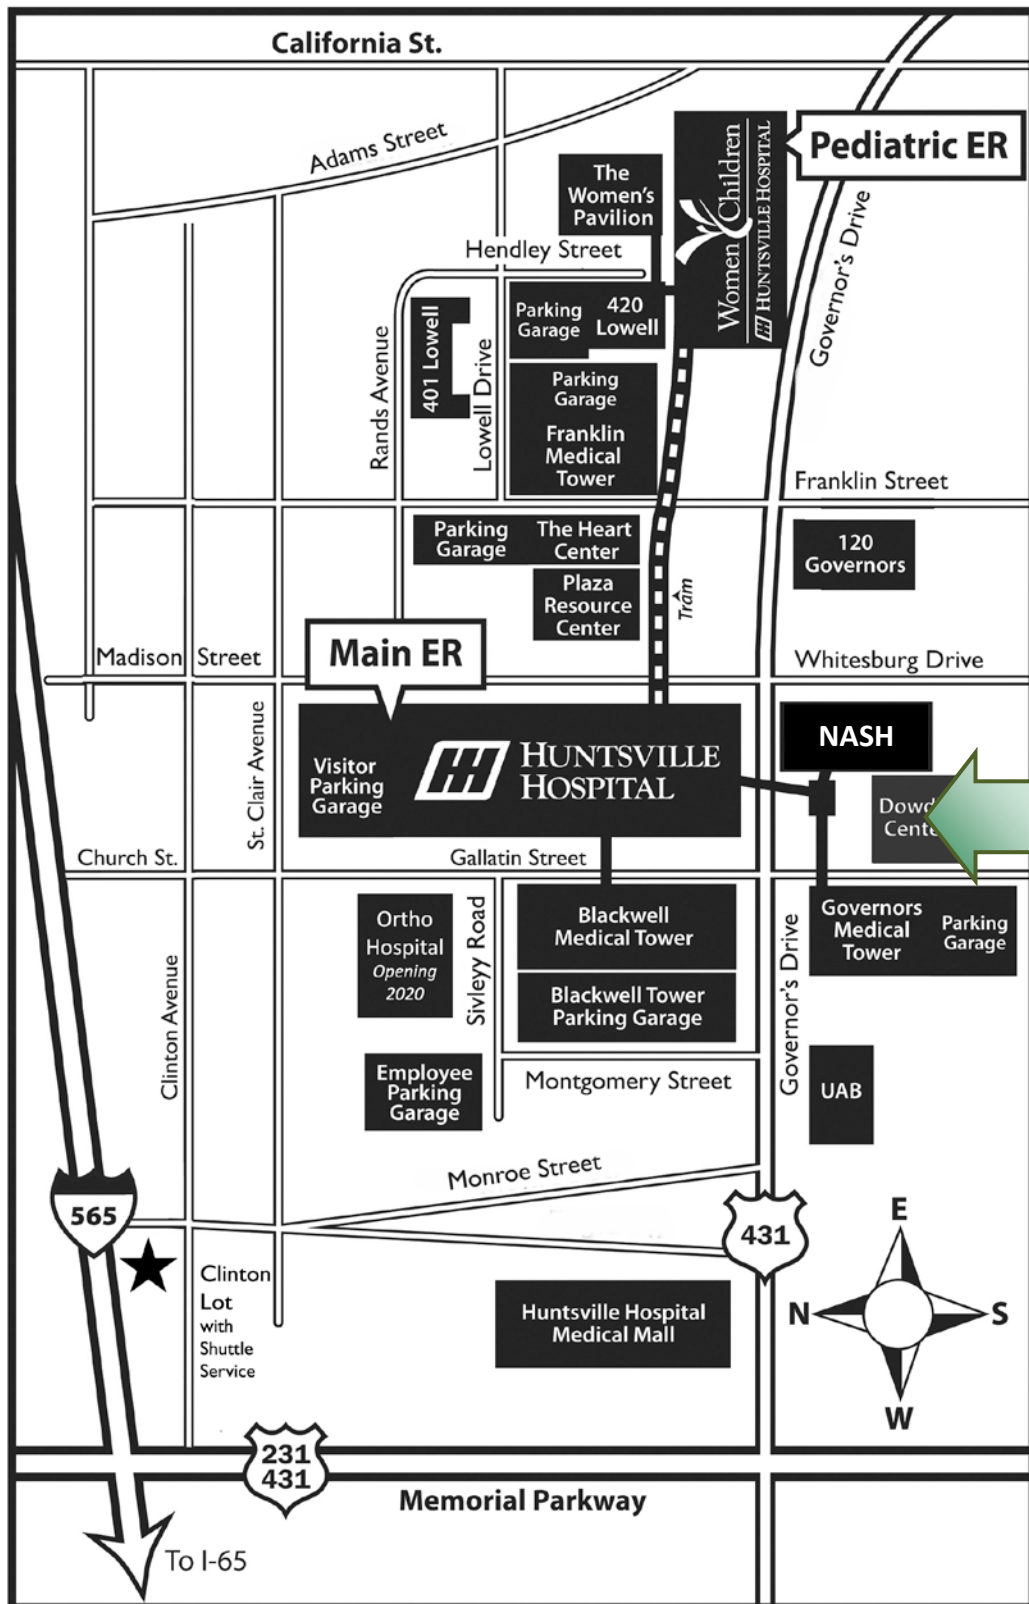 California St.
Adams Street
Pediatric ER
The
Women's
Pavilion
Women Children
HUNTSVILLE HOSPITAL
Governor's Drive
Hendley Street
Parking
Garage
420
Lowell
401 Lowell
Rands Avenue
Lowell Drive
Parking
Garage
Franklin
Medical
Tower
Franklin Street
Parking
Garage
The Heart
Center
120
Governors
Plaza
Resource
Center
Tram
Main ER
Madison Street
Whitesburg Drive
St. Clair Avenue
Visitor
Parking
Garage
HUNTSVILLE
HOSPITAL
NASH
Church St.
Gallatin Street
Ortho
Hospital
Opening
2020
Sivleyy Road
Blackwell
Medical Tower
Governor's Drive
Governors
Medical
Tower
Parking
Garage
Clinton Avenue
Blackwell Tower
Parking Garage
Employee
Parking
Garage
Montgomery Street
UAB
Monroe Street
565
431
E
N
S
W
Clinton
Lot
with
Shuttle
Service
Huntsville Hospital
Medical Mall
231
431
Memorial Parkway
To I-65